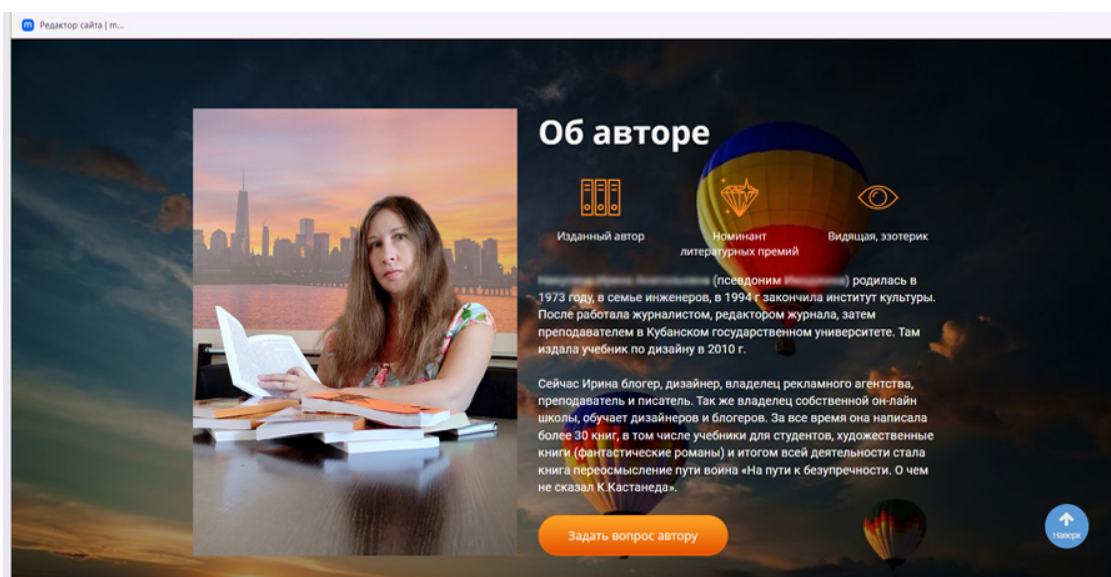 Редактор сайта | m...
Об авторе
Изданный автор
Номинант
литературных премий
Видящая, эзотерик
(псевдоним ) родилась в
1973 году, в семье инженеров, в 1994 г закончила институт культуры.
После работала журналистом, редактором журнала, затем
преподавателем в Кубанском государственном университете. Там
издала учебник по дизайну в 2010 г.
Сейчас Ирина блогер, дизайнер, владелец рекламного агентства,
преподаватель и писатель. Так же владелец собственной он-лайн
школы, обучает дизайнеров и блогеров. За все время она написала
более 30 книг, в том числе учебники для студентов, художественные
книги (фантастические романы) и итогом всей деятельности стала
книга переосмысление пути воина «На пути к безупречности. О чем
не сказал К.Кастанеда».
Задать вопрос автору
Наверх